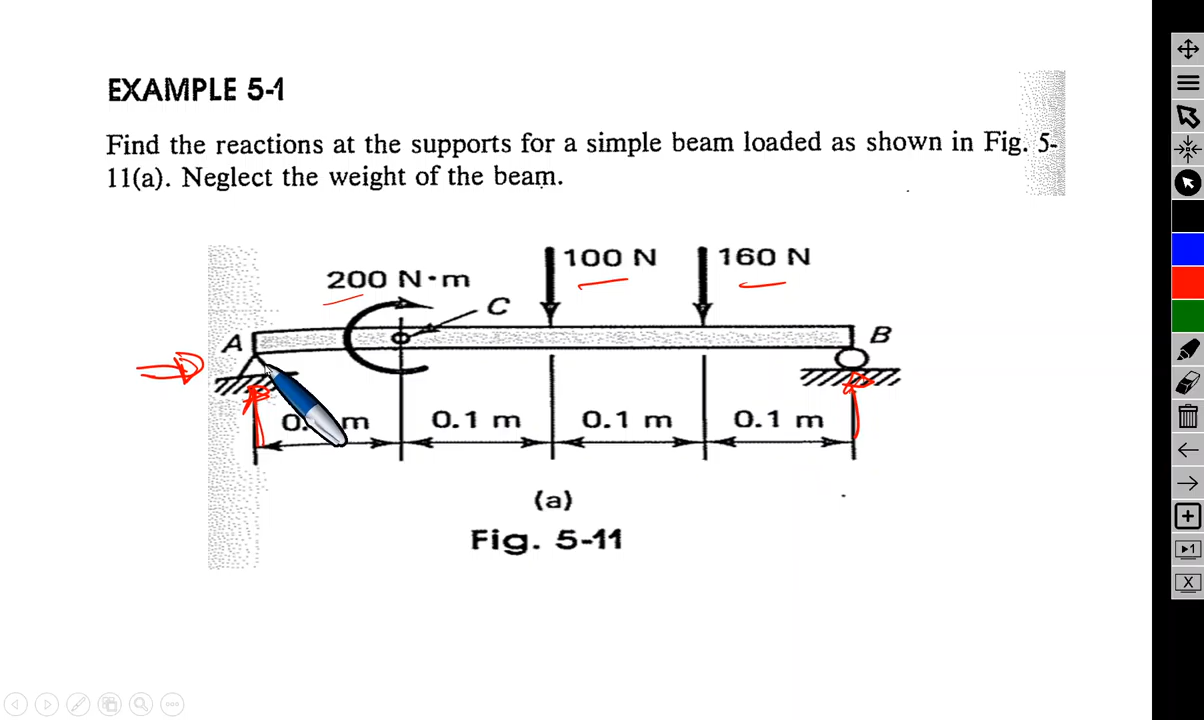 EXAMPLE 5-1
Find the reactions at the supports for a simple beam loaded as shown in Fig. 5-
11(a). Neglect the weight of the beam.
200 N·m
100 N
160 N
C
A
B
m
0.1 m
0.1 m
0.1 m
(a)
Fig. 5-11